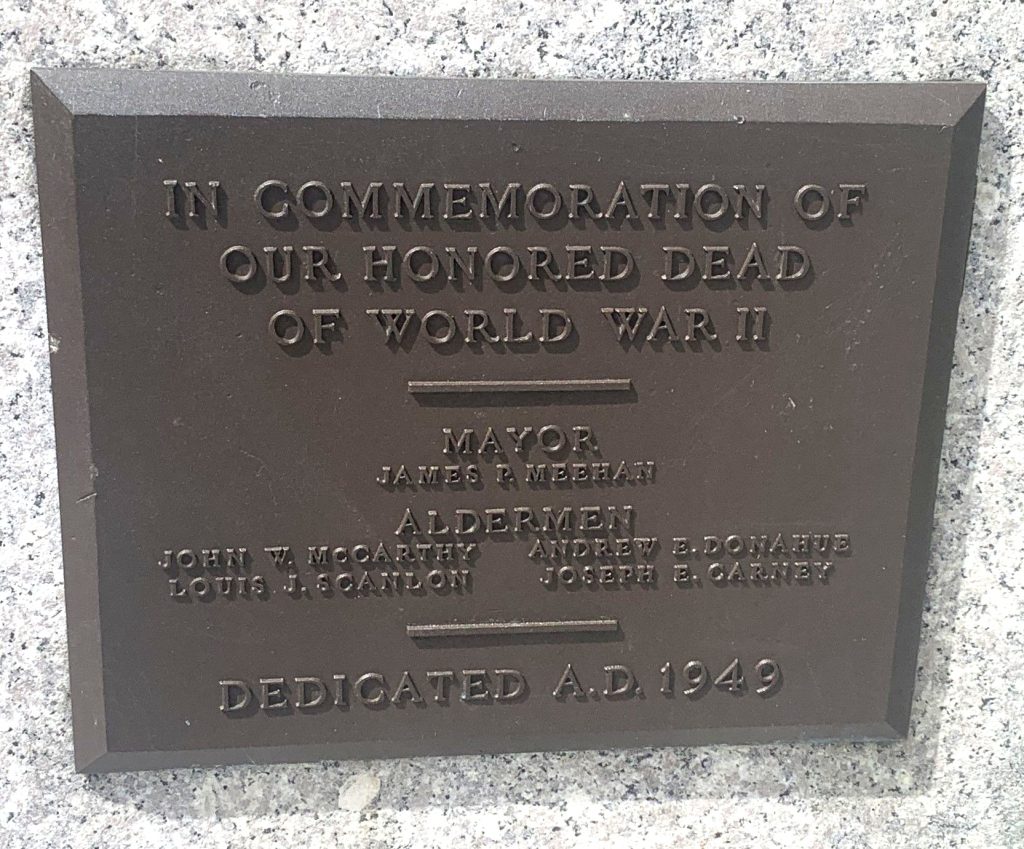 IN COMMEMORATION OF
OUR HONORED DEAD
OF WORLD WAR II
MAYOR
JAMES P. MEEHAN
ALDERMEN
JOHN W. McCARTHY ANDREW E. DONAHUE
LOUIS J. SCANLON JOSEPH E. CARNEY
DEDICATED A.D. 1949